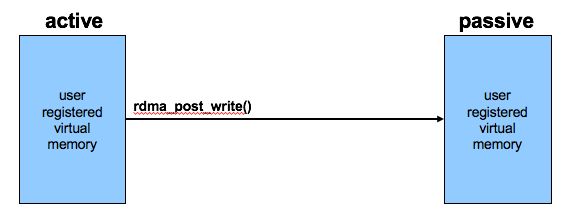 active
passive
user
registered
virtual
memory
rdma_post_write()
user
registered
virtual
memory